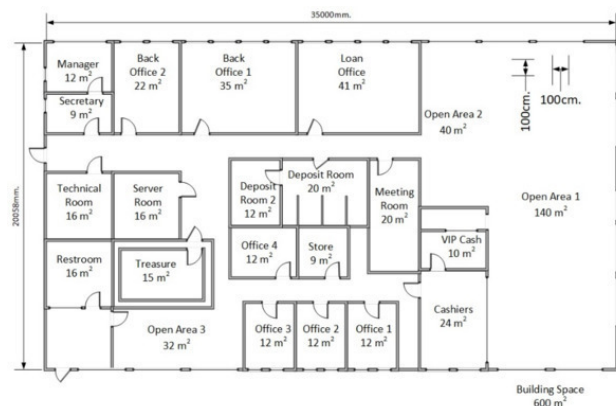 35000mm.
20058mm.
Manager
12 m²
Secretary
9 m²
Back
Office 2
22 m²
Back
Office 1
35 m²
Loan
Office
41 m²
Open Area 2
40 m²
100cm.
100cm.
Open Area 1
140 m²
Technical
Room
16 m²
Server
Room
16 m²
Deposit
Room 2
12 m²
Deposit Room
20 m²
Meeting
Room
20 m²
Restroom
16 m²
Treasure
15 m²
Office 4
12 m²
Store
9 m²
VIP Cash
10 m²
Cashiers
24 m²
Open Area 3
32 m²
Office 3
12 m²
Office 2
12 m²
Office 1
12 m²
Building Space
600 m²